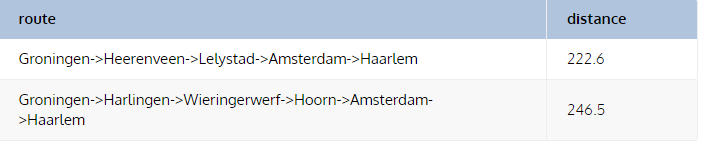 route distance
Groningen->Heerenveen->Lelystad->Amsterdam->Haarlem 222.6
Groningen->Harlingen->Wieringerwerf->Hoorn->Amsterdam-
>Haarlem 246.5